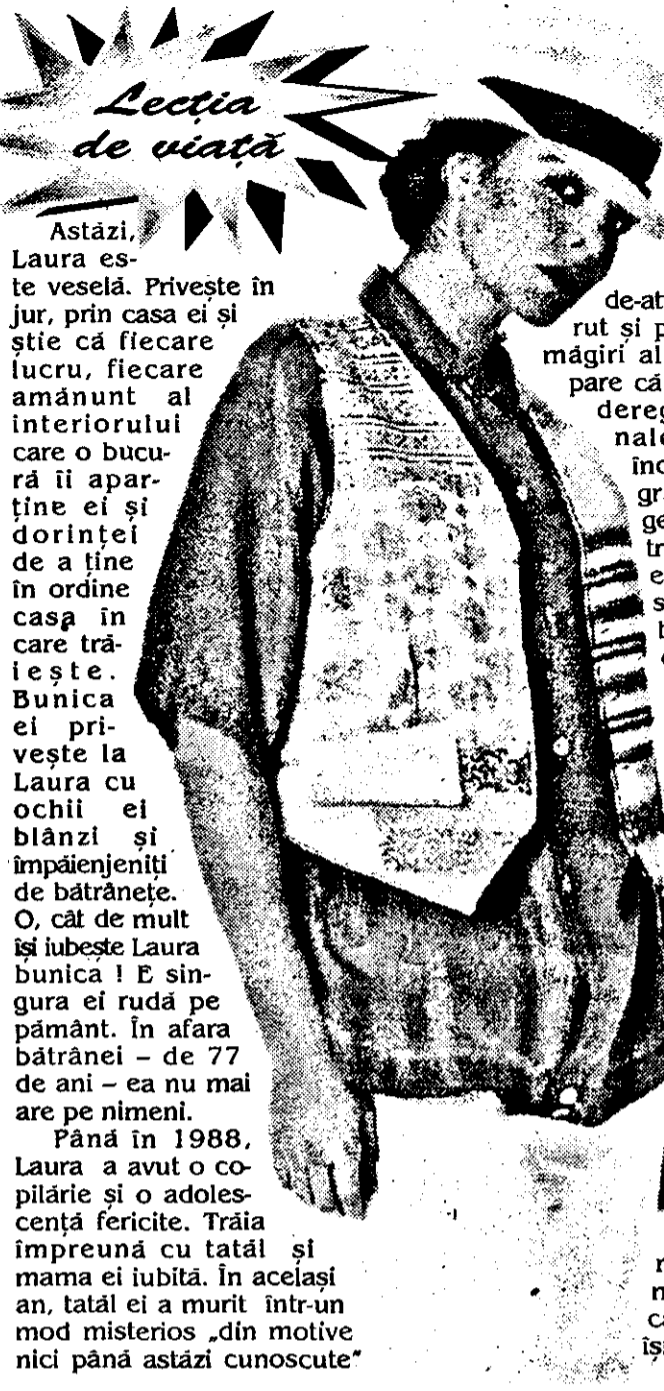 Lecția
de viață
Astăzi,
Laura es-
te veselă. Privește în
jur, prin casa ei și
știe că fiecare
lucru, fiecare
amănunt al
interiorului
care o bucu-
ră îi apar-
ține ei și
dorinței
de a ține
în ordine
casa în
care tră-
iește.
Bunica
ei pri-
vește la
Laura cu
ochii ei
blânzi și
împăienjeniți
de bătrânețe.
O, cât de mult
își iubește Laura
bunica ! E sin-
gura ei rudă pe
pământ. În afara
bătrânei – de 77
de ani – ea nu mai
are pe nimeni.
Până în 1988,
Laura a avut o co-
pilărie și o adoles-
cență fericite. Trăia
împreună cu tatăl și
mama ei iubită. În același
an, tatăl ei a murit într-un
mod misterios „din motive
nici până astăzi cunoscute"
de-at
rut și p
măgiri al
pare că
dereg
nale
înc
gr
ge
tr
e
s
b
n
ca
îș